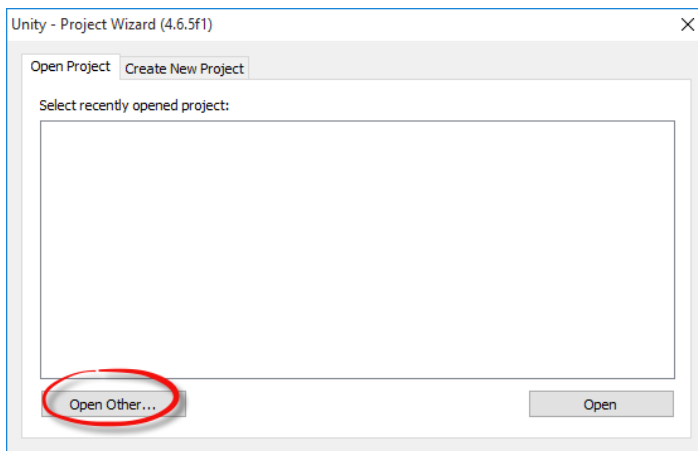 Unity - Project Wizard (4.6.5f1)
Open Project Create New Project
Select recently opened project:
Open Other... Open